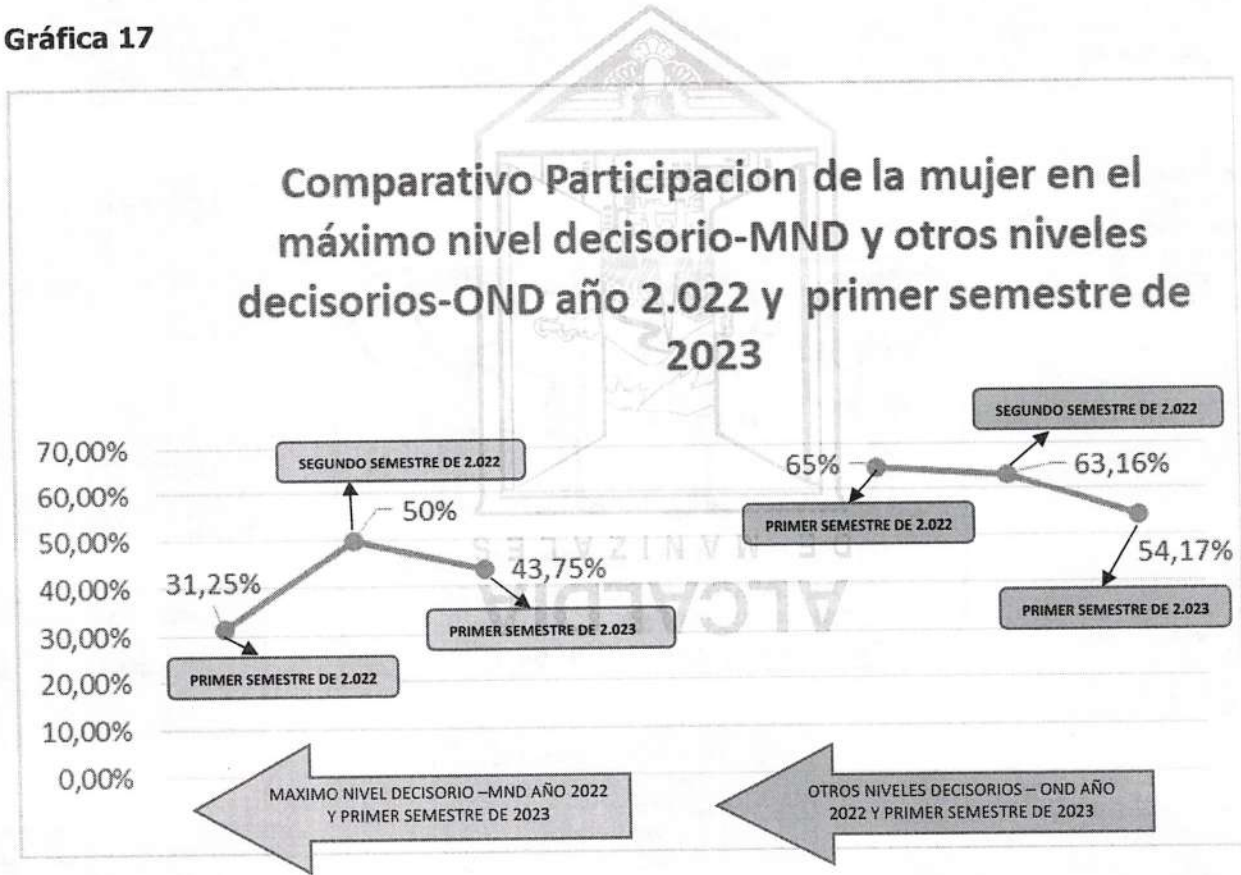 Gráfica 17
Comparativo Participacion de la mujer en el
máximo nivel decisorio-MND y otros niveles
decisorios-OND año 2.022 y primer semestre de
2023
70,00%
60,00%
50,00%
40,00%
30,00%
20,00%
10,00%
0,00%
31,25%
PRIMER SEMESTRE DE 2.022
SEGUNDO SEMESTRE DE 2.022
50%
43,75%
PRIMER SEMESTRE DE 2.023
65%
PRIMER SEMESTRE DE 2.022
SEGUNDO SEMESTRE DE 2.022
63,16%
54,17%
PRIMER SEMESTRE DE 2.023
MAXIMO NIVEL DECISORIO –MND AÑO 2022
Y PRIMER SEMESTRE DE 2023
OTROS NIVELES DECISORIOS – OND AÑO
2022 Y PRIMER SEMESTRE DE 2023
ALCALDIA
DE MANIZALES